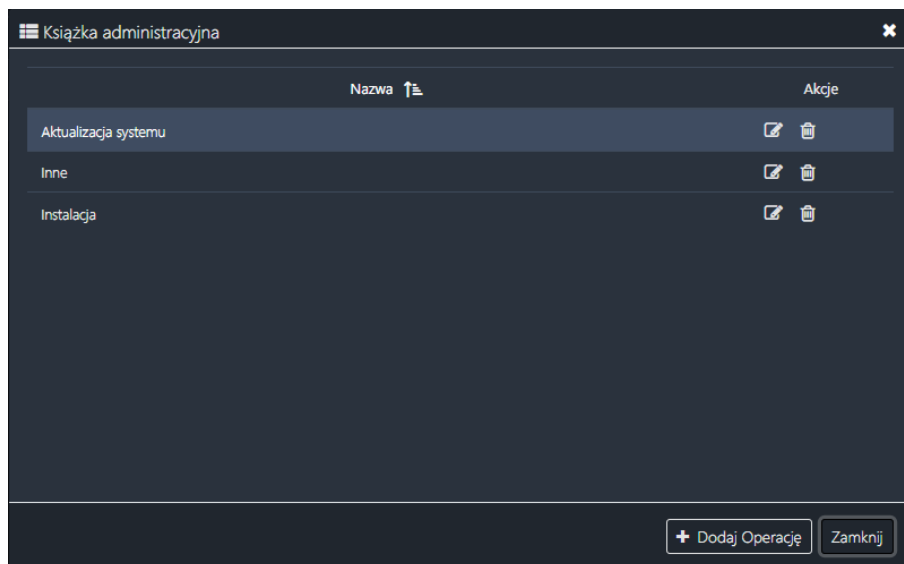 Książka administracyjna
Nazwa Akcje
Aktualizacja systemu
Inne
Instalacja
Dodaj Operację Zamknij